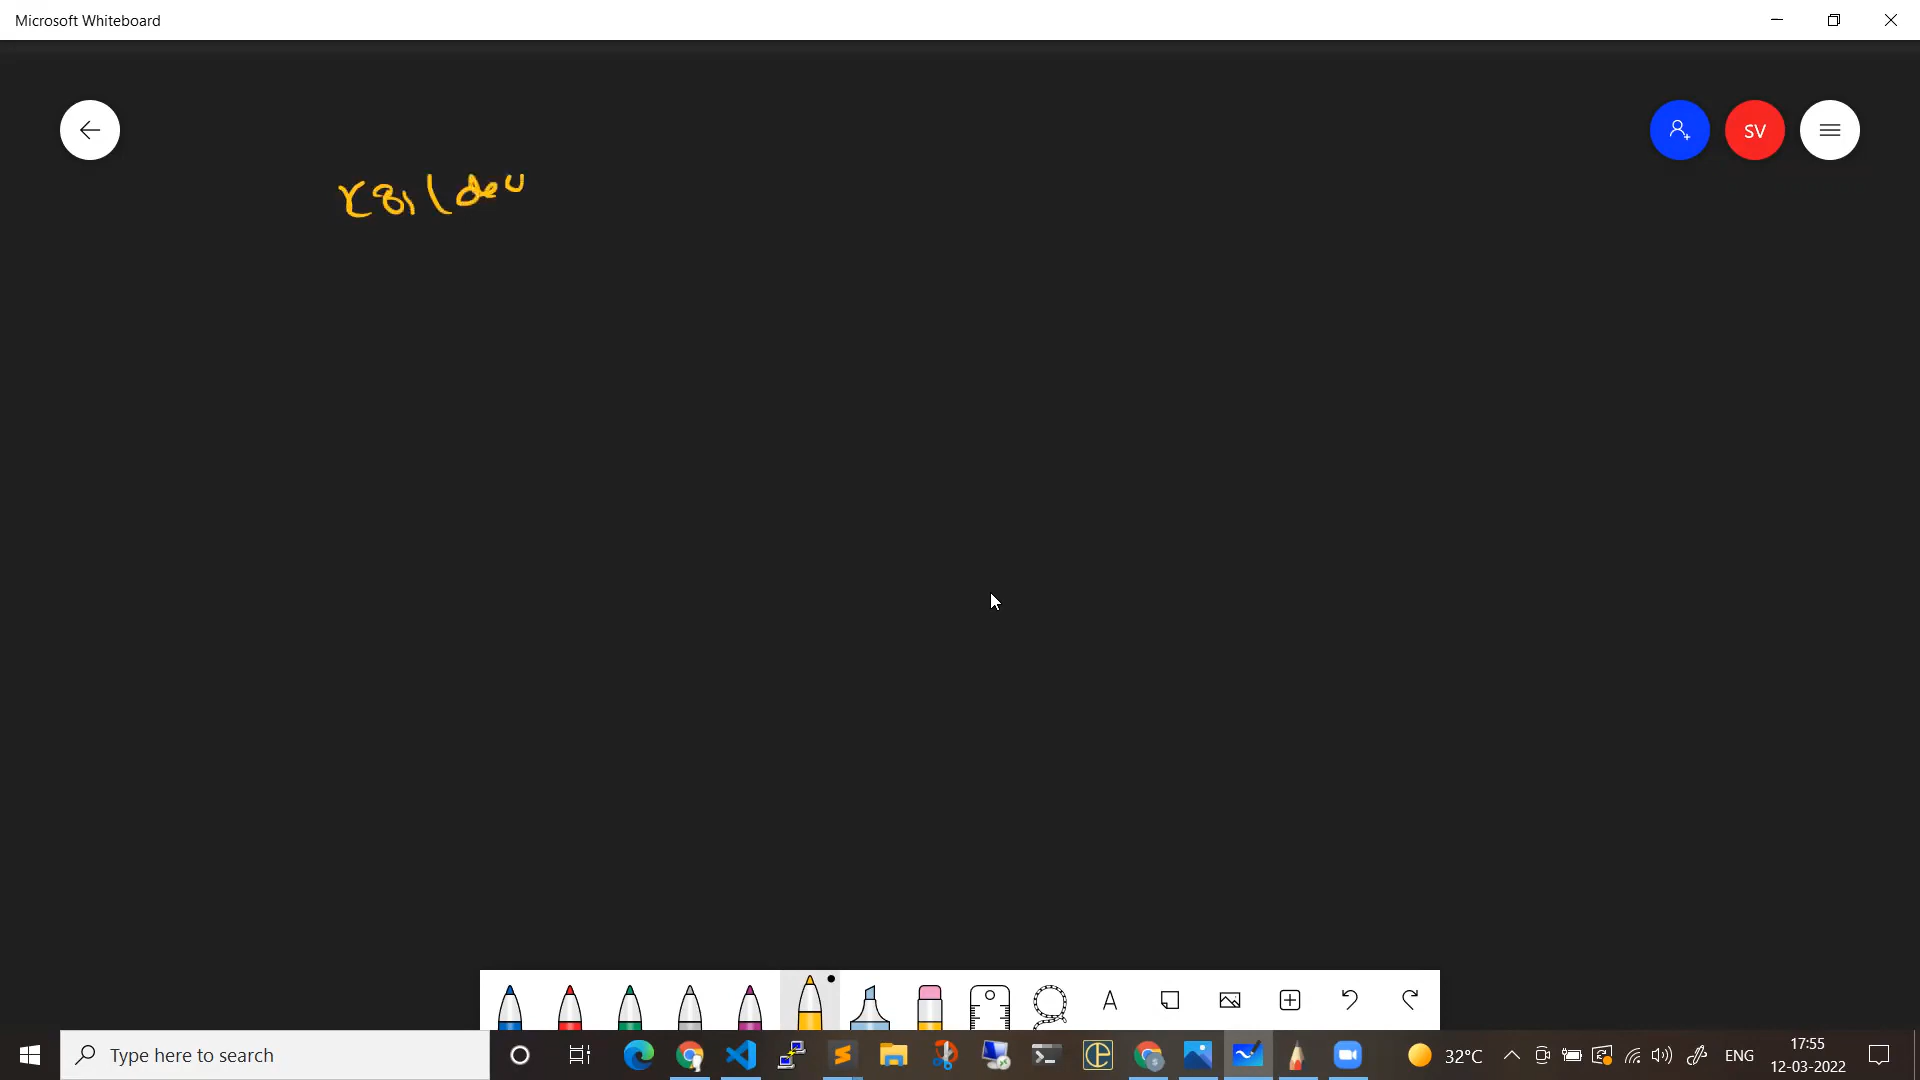 Microsoft Whiteboard
SV
A
Type here to search
32°C
ENG
17:55
12-03-2022